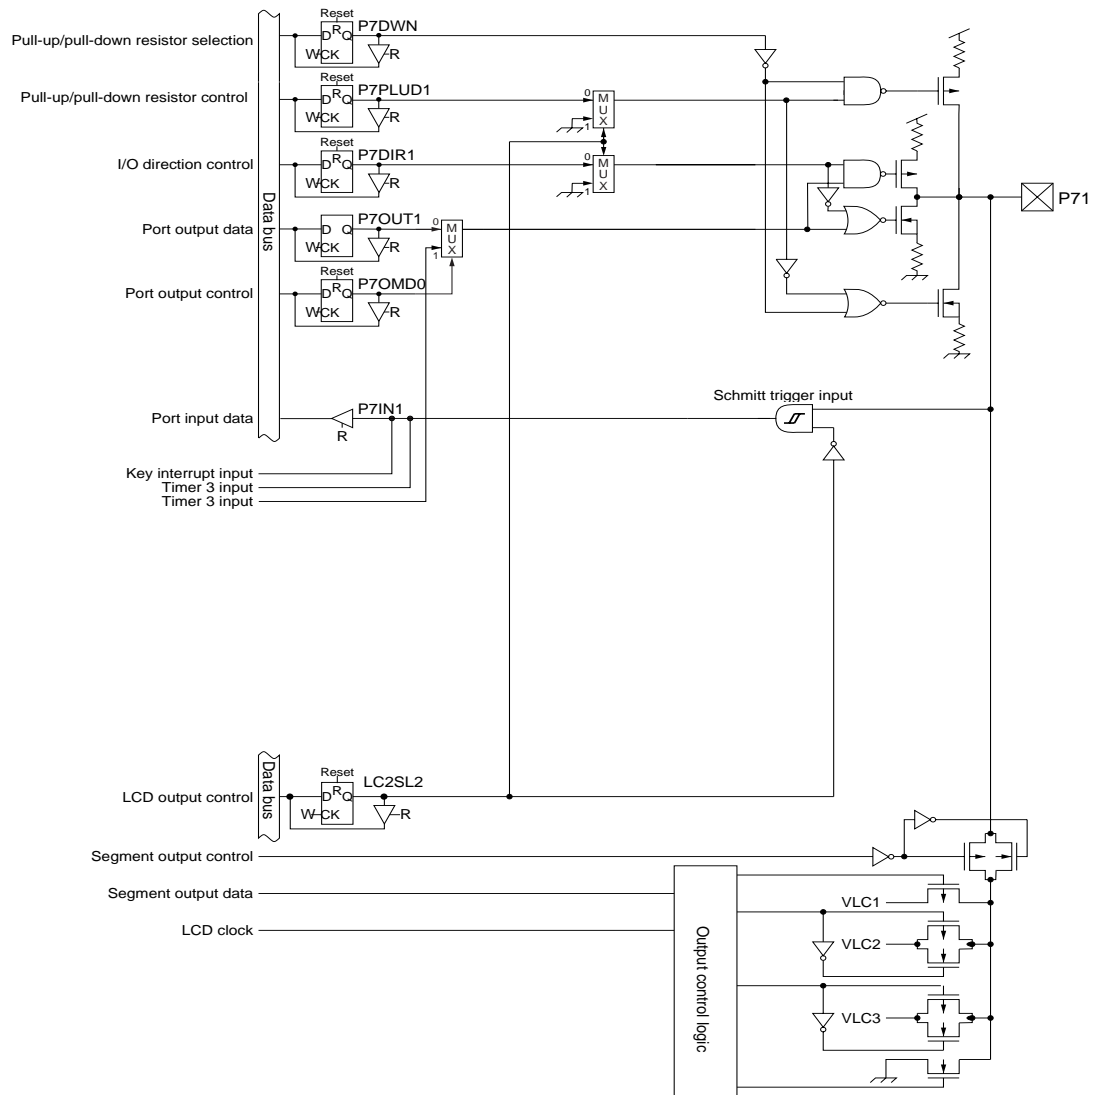 Reset
Pull-up/pull-down resistor selection
D R Q
P7DWN
W CK
R
Reset
Pull-up/pull-down resistor control
D R Q
P7PLUD1
W CK
R
0
MUX
1
Reset
I/O direction control
D R Q
P7DIR1
W CK
R
0
MUX
1
P71
Data bus
Port output data
D Q
P7OUT1
W CK
R
0
MUX
1
Reset
Port output control
D R Q
P7OMD0
W CK
R
Schmitt trigger input
Port input data
P7IN1
R
Key interrupt input
Timer 3 input
Timer 3 input
Data bus
Reset
LCD output control
D R Q
LC2SL2
W CK
R
Segment output control
Segment output data
LCD clock
Output control logic
VLC1
VLC2
VLC3